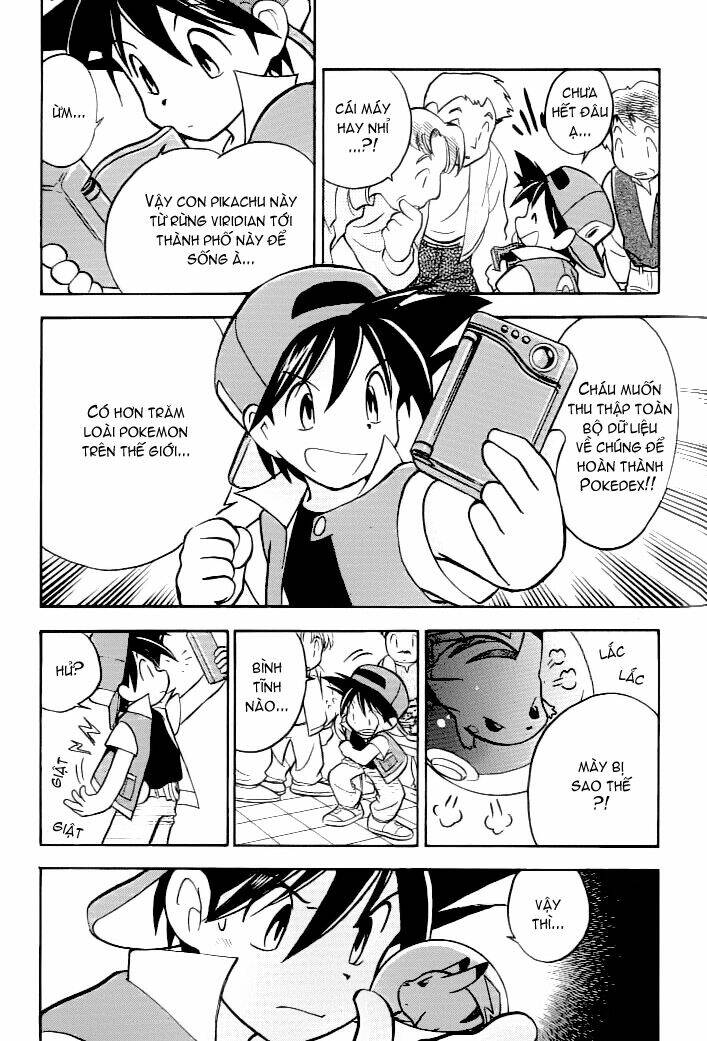 ỪM...
VẬY CON PIKACHU NÀY
TỪ RỪNG VIRIDIAN TỚI
THÀNH PHỐ NÀY ĐỂ
SỐNG À...
CÁI MÁY
HAY NHỈ
...?!
CHƯA
HẾT ĐÂU
Ạ...
CÓ HƠN TRĂM
LOÀI POKEMON
TRÊN THẾ GIỚI...
CHÁU MUỐN
THU THẬP TOÀN
BỘ DỮ LIỆU
VỀ CHÚNG ĐỂ
HOÀN THÀNH
POKEDEX!!
HỬ?
GIẬT
GIẬT
BÌNH
TĨNH
NÀO...
LẮC
LẮC
MÀY BỊ
SAO THẾ
?!
VẬY
THÌ...